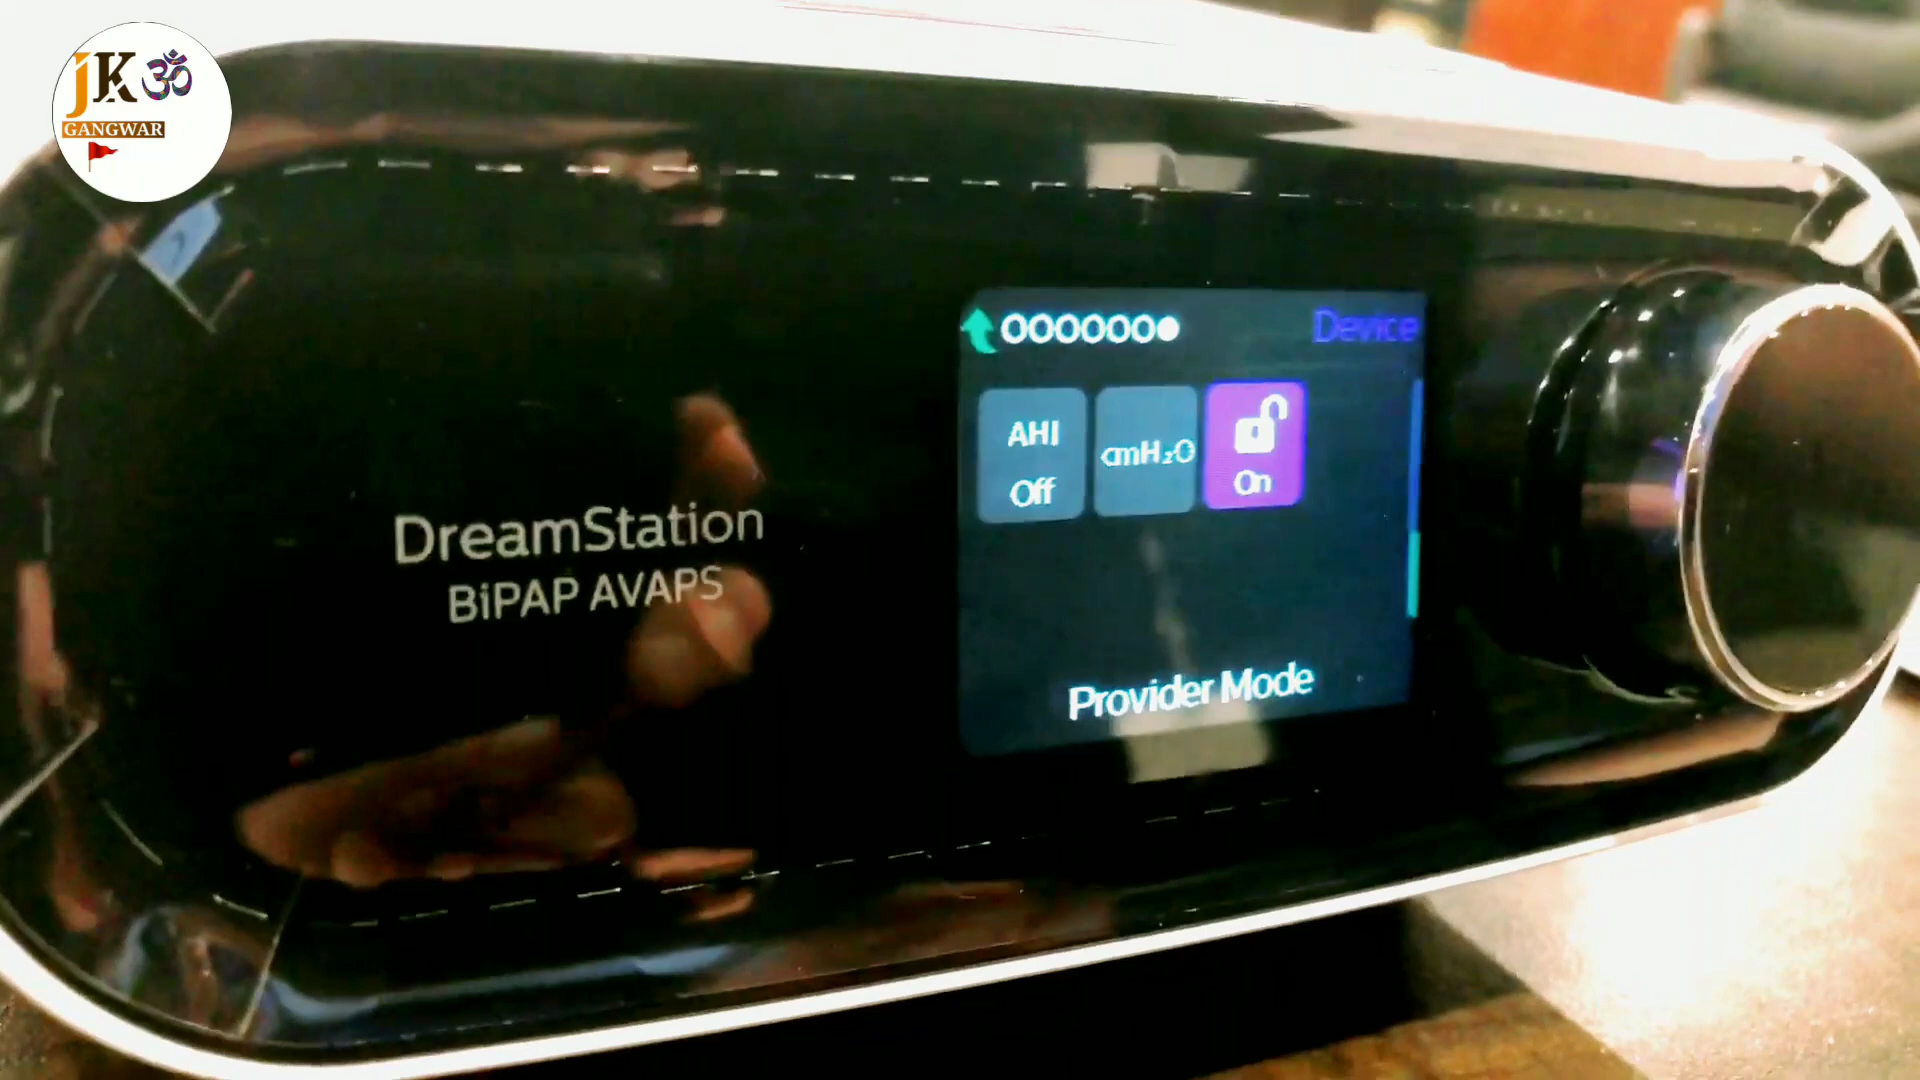 JK ॐ
GANGWAR
Device
AHI
Off
cmH₂O
On
Provider Mode
DreamStation
BiPAP AVAPS